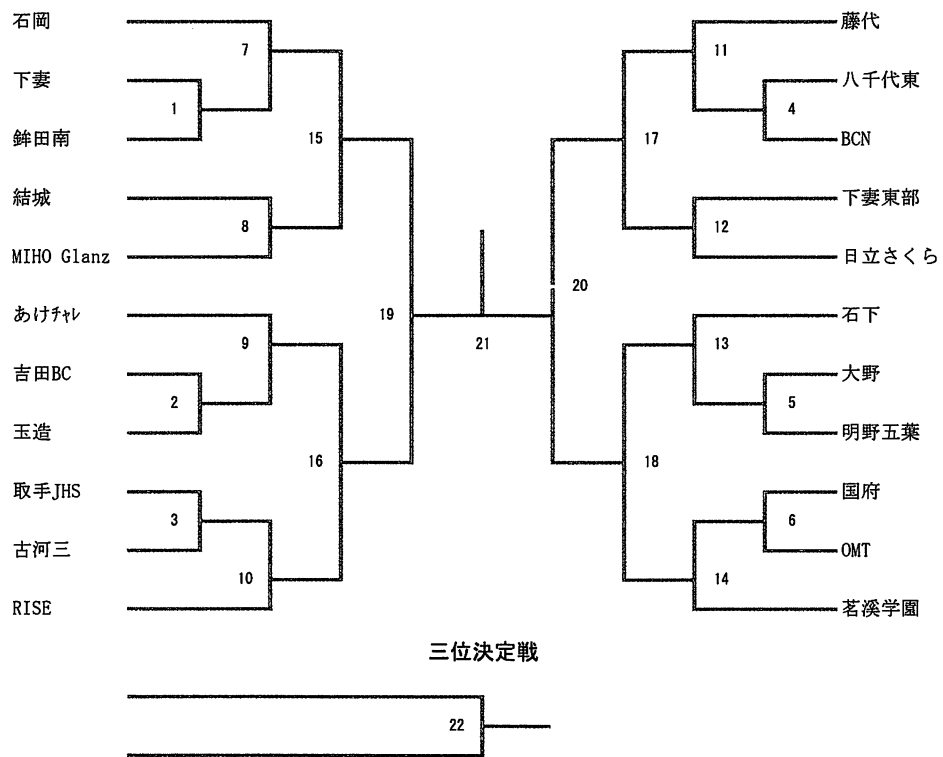 石岡 藤代
7 11
下妻 八千代東
1 4
鉾田南 15 17 BCN
結城 下妻東部
8 12
MIHO Glanz 日立さくら
20
あけチャレ 19 石下
9 21 13
吉田BC 大野
2 5
玉造 明野五葉
16 18
取手JHS 国府
3 6
古河三 OMT
10 14
RISE 茗溪学園
三位決定戦
22